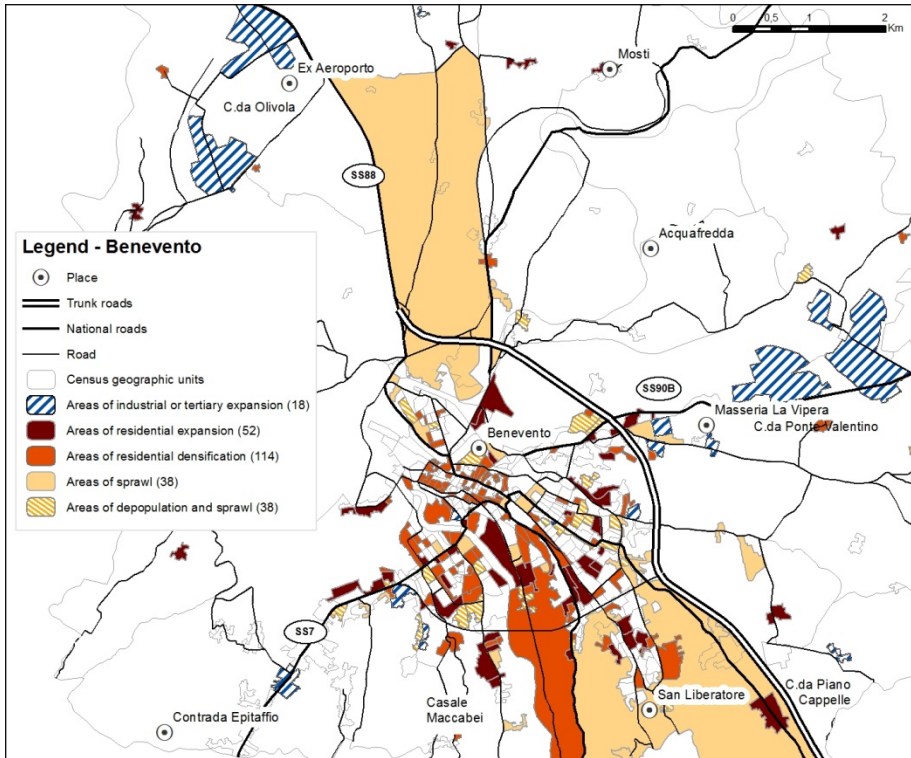 0 0,5 1 2
Km
Mosti
Ex Aeroporto
C.da Olivola
SS88
Acquafredda
Legend - Benevento
Place
Trunk roads
National roads
Road
Census geographic units
Areas of industrial or tertiary expansion (18)
Areas of residential expansion (52)
Areas of residential densification (114)
Areas of sprawl (38)
Areas of depopulation and sprawl (38)
SS90B
Masseria La Vipera
C.da Ponte Valentino
Benevento
SS7
C.da Piano
Cappelle
San Liberatore
Casale
Maccabei
Contrada Epitaffio